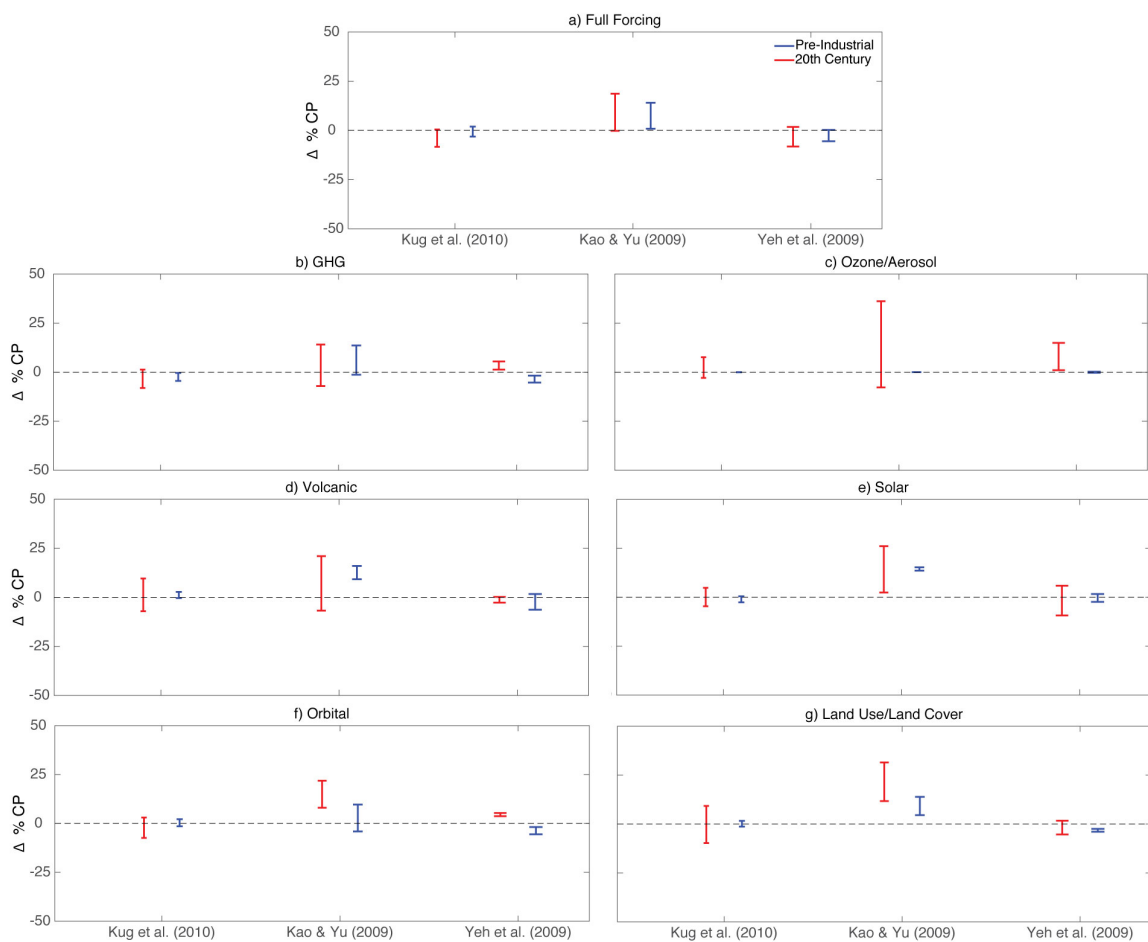 a) Full Forcing
50
25
0
-25
-50
Δ % CP
Pre-Industrial
20th Century
Kug et al. (2010) Kao & Yu (2009) Yeh et al. (2009)
b) GHG
50
25
0
-25
-50
Δ % CP
c) Ozone/Aerosol
d) Volcanic
50
25
0
-25
-50
Δ % CP
e) Solar
f) Orbital
50
25
0
-25
-50
Δ % CP
Kug et al. (2010) Kao & Yu (2009) Yeh et al. (2009)
g) Land Use/Land Cover
Kug et al. (2010) Kao & Yu (2009) Yeh et al. (2009)